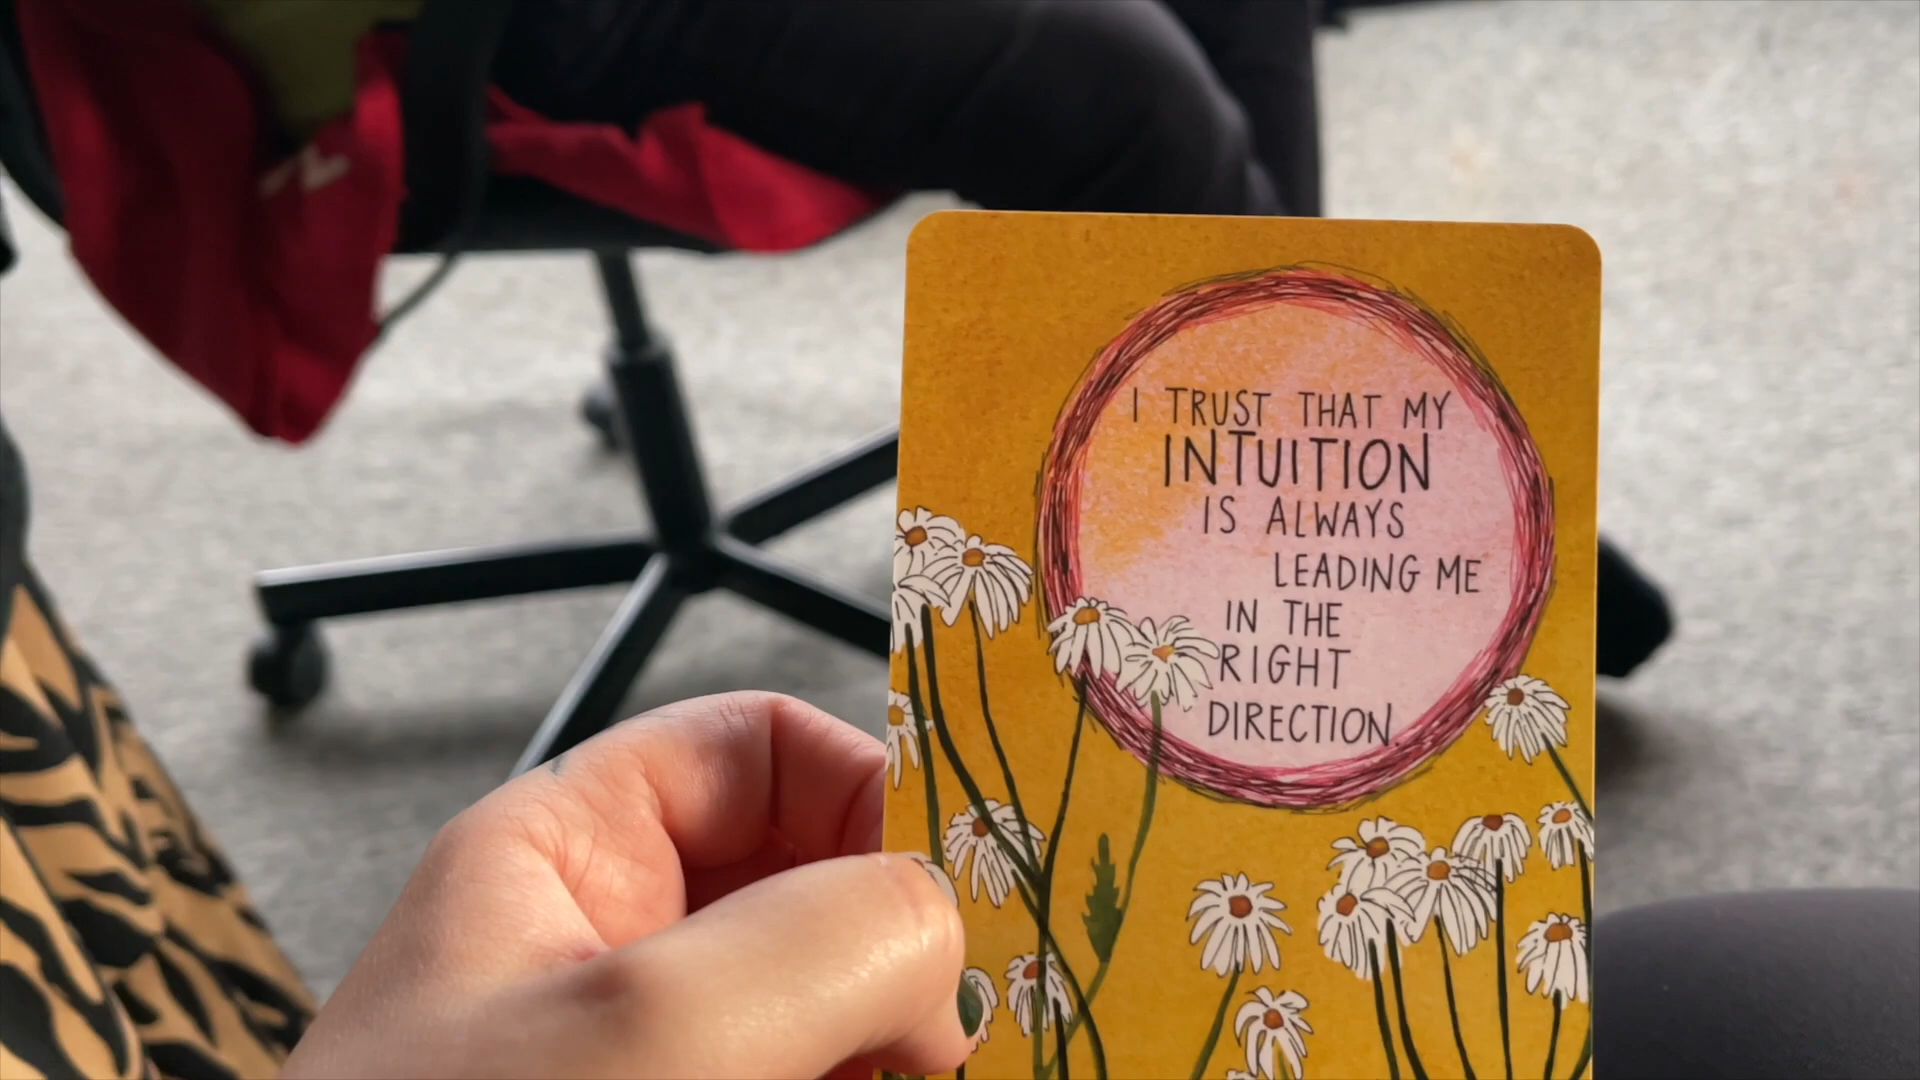 I TRUST THAT MY
INTUITION
IS ALWAYS
LEADING ME
IN THE
RIGHT
DIRECTION.